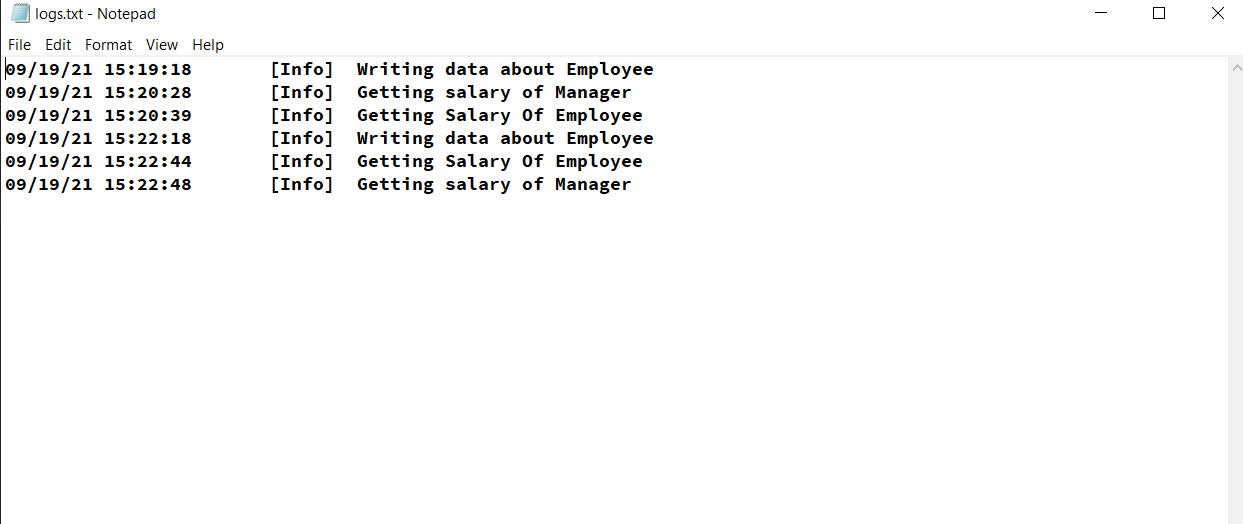 logs.txt - Notepad
File Edit Format View Help
09/19/21 15:19:18 [Info] Writing data about Employee
09/19/21 15:20:28 [Info] Getting salary of Manager
09/19/21 15:20:39 [Info] Getting Salary Of Employee
09/19/21 15:22:18 [Info] Writing data about Employee
09/19/21 15:22:44 [Info] Getting Salary Of Employee
09/19/21 15:22:48 [Info] Getting salary of Manager